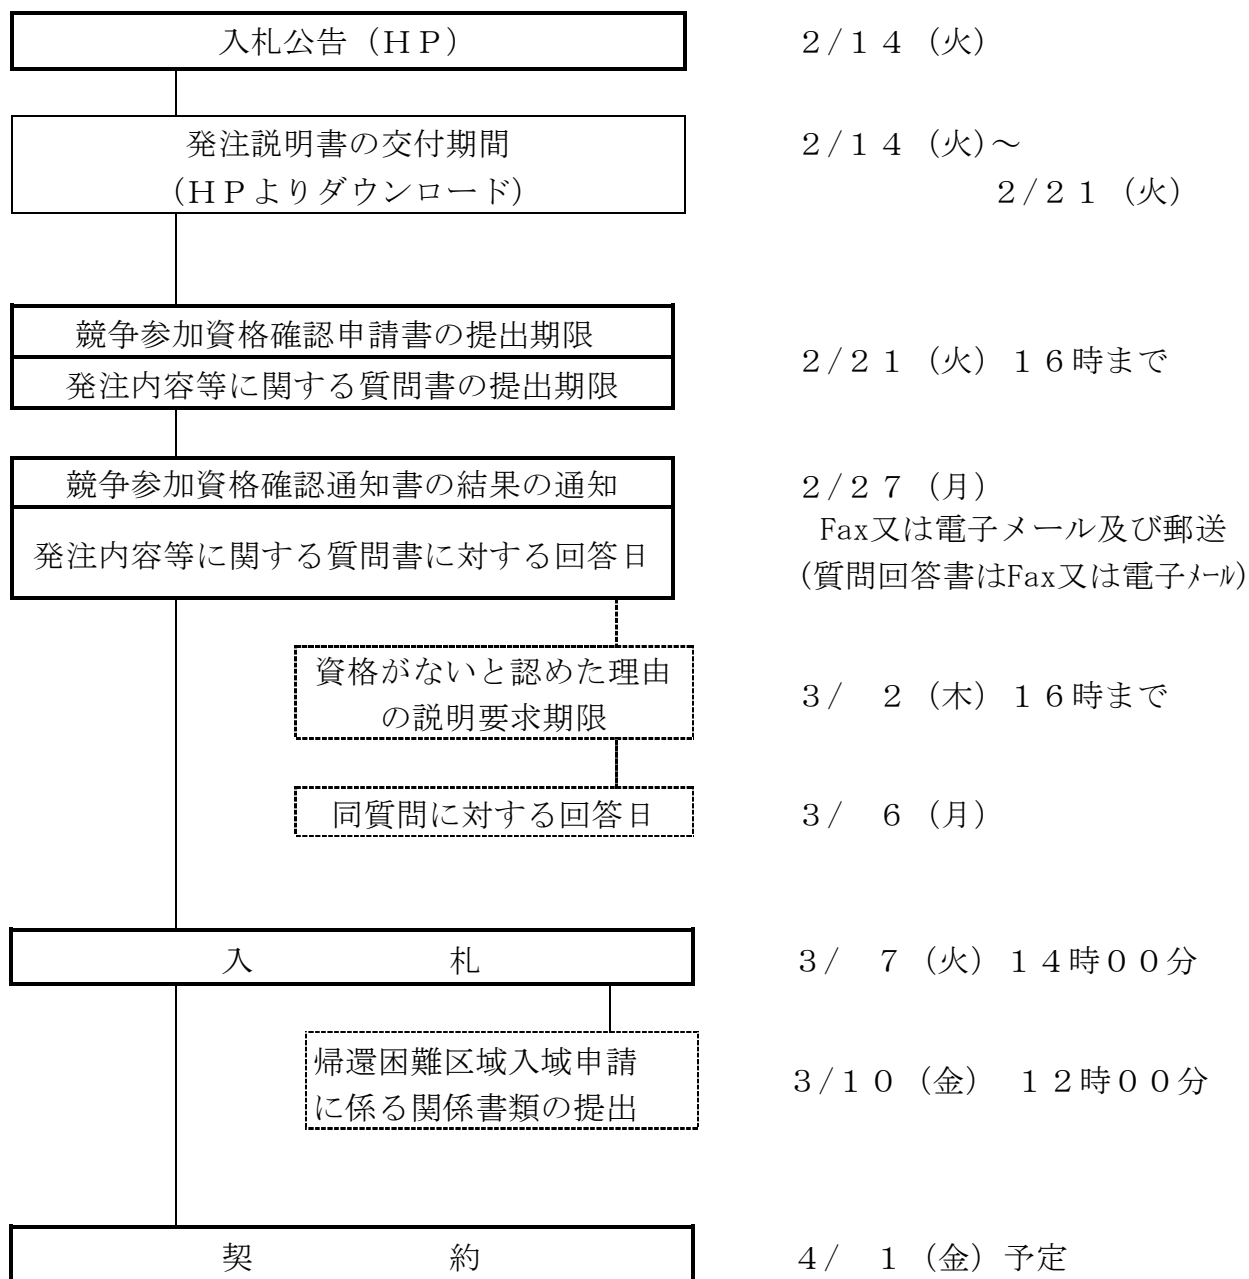 入札公告（ＨＰ）
２/１４（火）
発注説明書の交付期間
（ＨＰよりダウンロード）
２/１４（火）～
２/２１（火）
競争参加資格確認申請書の提出期限
発注内容等に関する質問書の提出期限
２/２１（火）１６時まで
競争参加資格確認通知書の結果の通知
発注内容等に関する質問書に対する回答日
２/２７（月）
Fax又は電子メール及び郵送
(質問回答書はFax又は電子ﾒｰﾙ)
資格がないと認めた理由
の説明要求期限
３/　２（木）１６時まで
同質問に対する回答日
３/　６（月）
入　　　　　札
３/　７（火）１４時００分
帰還困難区域入域申請
に係る関係書類の提出
３/１０（金）　１２時００分
契　　　　　約
４/　１（金）予定